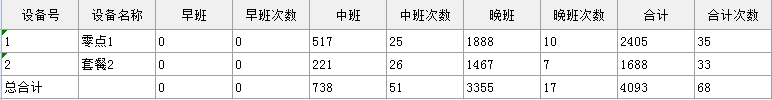 设备号 设备名称 早班 早班次数 中班 中班次数 晚班 晚班次数 合计 合计次数
1 零点1 0 0 517 25 1888 10 2405 35
2 套餐2 0 0 221 26 1467 7 1688 33
总合计 0 0 738 51 3355 17 4093 68